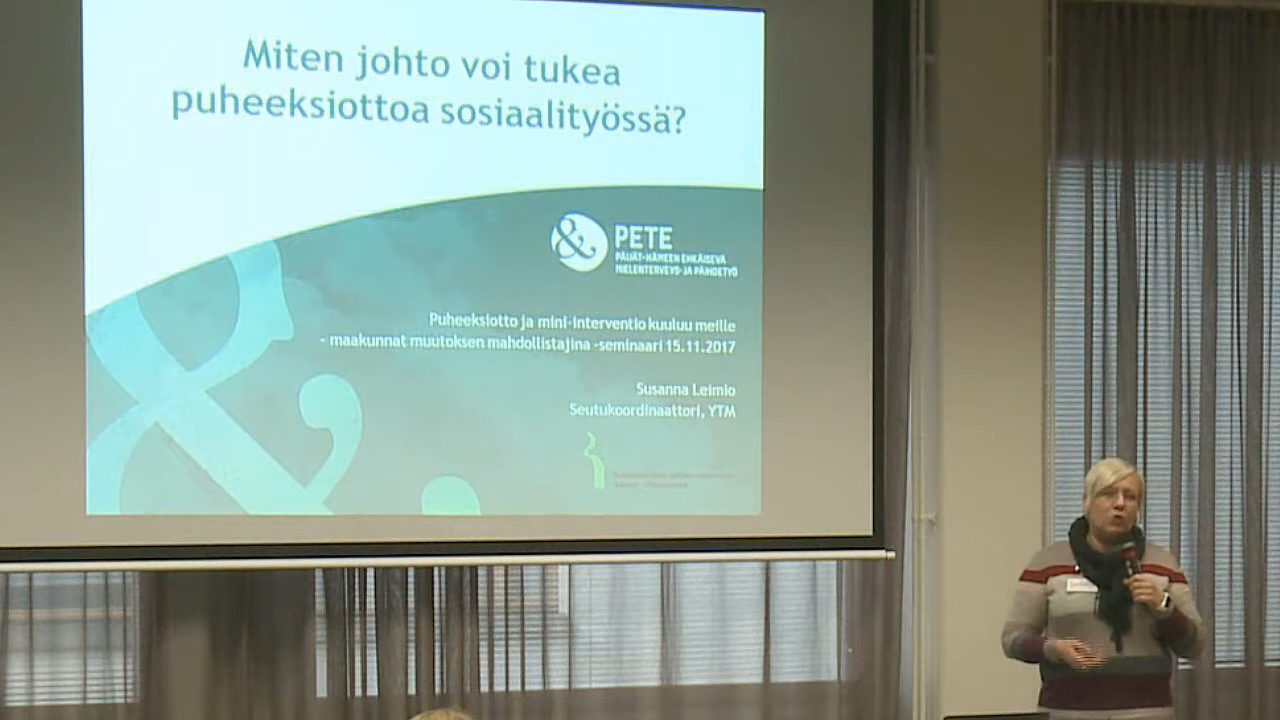 Miten johto voi tukea
puheeksiottoa sosiaalityössä?
&
PETE
PÄIJÄT-HÄMEEN EHKÄISEVÄ
MIELENTERVEYS- JA PÄIHDETYÖ
Puheeksiotto ja mini-interventio kuuluu meille
- maakunnat muutoksen mahdollistajina -seminaari 15.11.2017
Susanna Leimio
Seutukoordinaattori, YTM